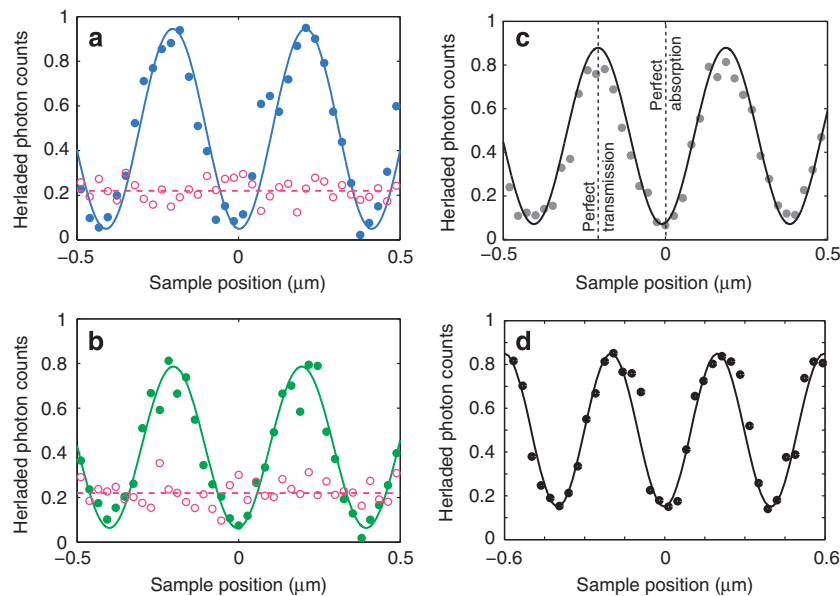 a
Herladed photon counts
1
0.8
0.6
0.4
0.2
0
−0.5
0
0.5
Sample position (μm)
c
Herladed photon counts
1
0.8
0.6
0.4
0.2
0
Perfect
transmission
Perfect
absorption
−0.5
0
0.5
Sample position (μm)
b
Herladed photon counts
1
0.8
0.6
0.4
0.2
0
−0.5
0
0.5
Sample position (μm)
d
Herladed photon counts
1
0.8
0.6
0.4
0.2
0
-0.6
0
0.6
Sample position (μm)